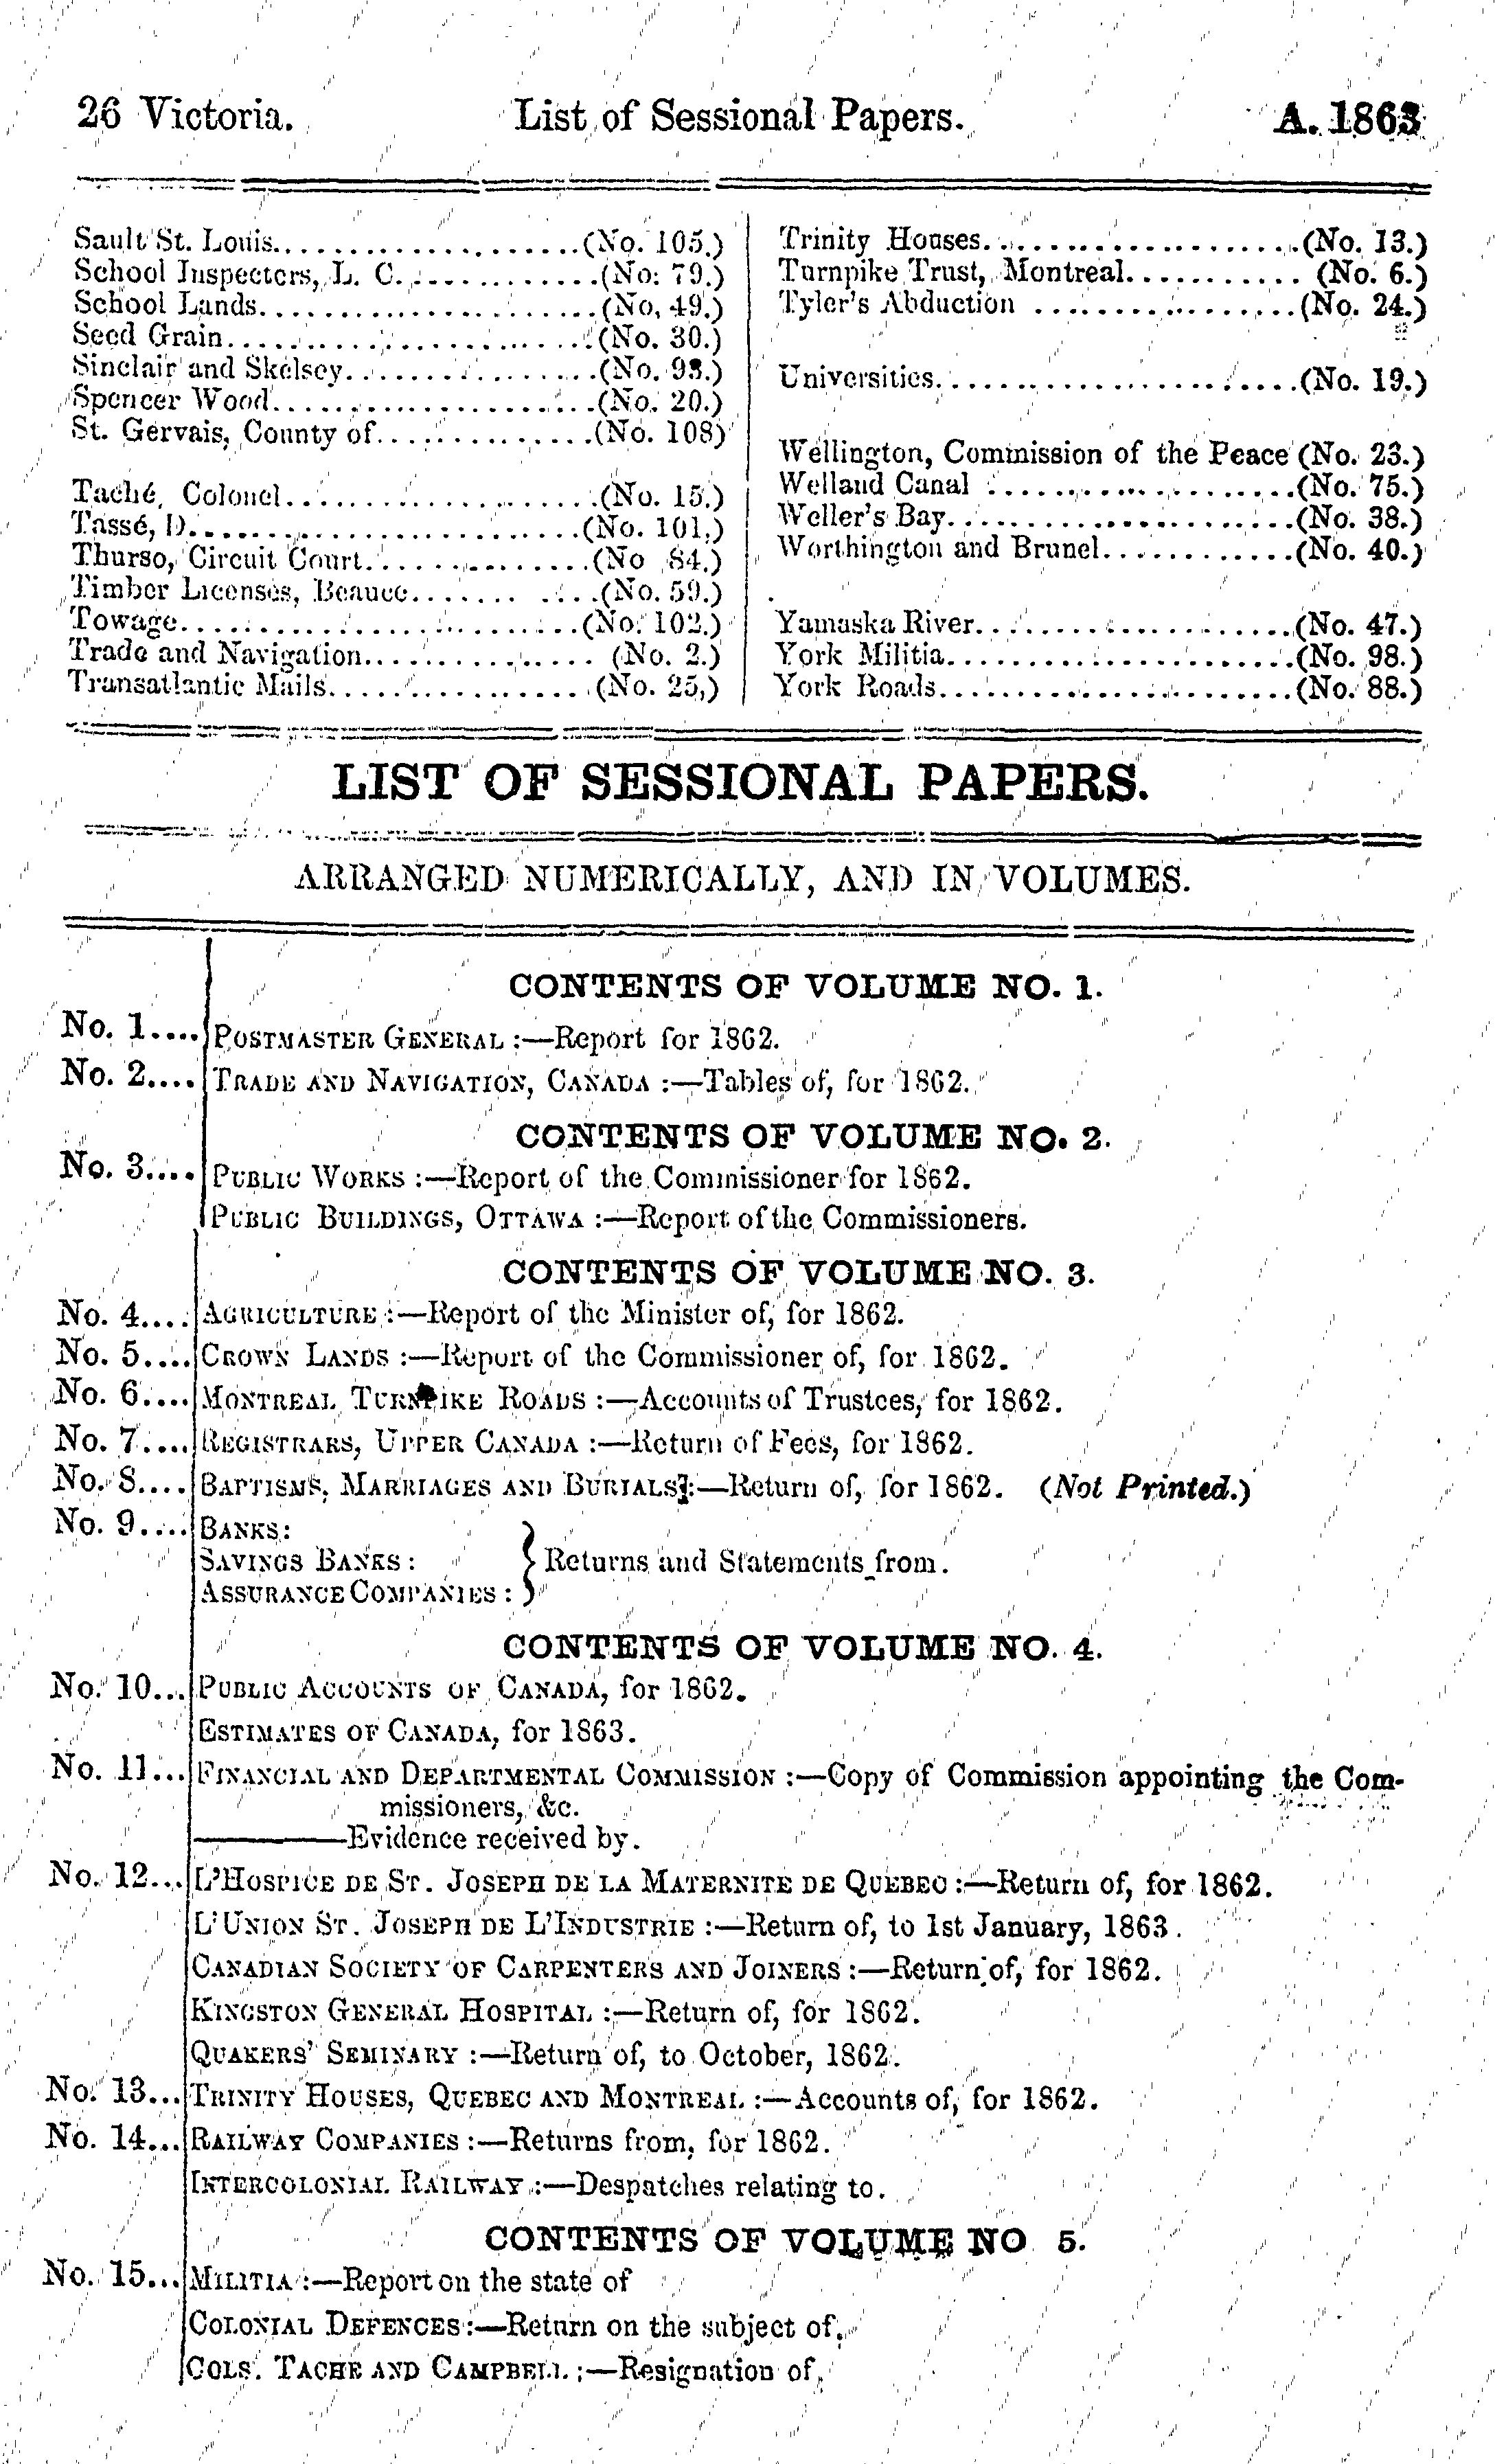 26 Victoria. List of Sessional Papers. A. 1863
Sault St. Louis.....................(No. 105.)
School Inspectors, L. C.............(No. 79.)
School Lands.......................(No. 49.)
Seed Grain.........................(No. 30.)
Sinclair and Skelsey.................(No. 93.)
Spencer Wood......................(No. 20.)
St. Gervais, County of...............(No. 108)
Taché, Colonel.....................(No. 15.)
Tassé, D..........................(No. 101.)
Thurso, Circuit Court...............(No 84.)
Timber Licenses, Beauce....... ....(No. 59.)
Towage...........................(No. 102.)
Trade and Navigation................. (No. 2.)
Transatlantic Mails..................(No. 25,)
Trinity Houses.....................(No. 13.)
Turnpike Trust, Montreal............ (No. 6.)
Tyler's Abduction ..................(No. 24.)
Universities........................(No. 19.)
Wellington, Commission of the Peace (No. 23.)
Welland Canal .....................(No. 75.)
Weller's Bay.......................(No. 38.)
Worthington and Brunel.............(No. 40.)
Yamaska River.....................(No. 47.)
York Militia.......................(No. 98.)
York Roads........................(No. 88.)
LIST OF SESSIONAL PAPERS.
ARRANGED NUMERICALLY, AND IN VOLUMES.
CONTENTS OF VOLUME NO. 1.
No. 1.... POSTMASTER GENERAL :—Report for 1862.
No. 2.... TRADE AND NAVIGATION, CANADA :—Tables of, for 1862.
CONTENTS OF VOLUME NO. 2.
No. 3.... PUBLIC WORKS :—Report of the Commissioner for 1862.
PUBLIC BUILDINGS, OTTAWA :—Report of the Commissioners.
CONTENTS OF VOLUME NO. 3.
No. 4.... AGRICULTURE :—Report of the Minister of, for 1862.
No. 5.... CROWN LANDS :—Report of the Commissioner of, for 1862.
No. 6.... MONTREAL TURNPIKE ROADS :—Accounts of Trustees, for 1862.
No. 7.... REGISTRARS, UPPER CANADA :—Return of Fees, for 1862.
No. 8.... BAPTISMS, MARRIAGES AND BURIALS :—Return of, for 1862. (Not Printed.)
No. 9.... BANKS:
SAVINGS BANKS: } Returns and Statements from.
ASSURANCE COMPANIES :
CONTENTS OF VOLUME NO. 4.
No. 10... PUBLIC ACCOUNTS OF CANADA, for 1862.
ESTIMATES OF CANADA, for 1863.
No. 11... FINANCIAL AND DEPARTMENTAL COMMISSION :—Copy of Commission appointing the Com-
missioners, &c.
————Evidence received by.
No. 12... L'HOSPICE DE ST. JOSEPH DE LA MATERNITE DE QUEBEC :—Return of, for 1862.
L'UNION ST. JOSEPH DE L'INDUSTRIE :—Return of, to 1st January, 1863.
CANADIAN SOCIETY OF CARPENTERS AND JOINERS :—Return of, for 1862.
KINGSTON GENERAL HOSPITAL :—Return of, for 1862.
QUAKERS' SEMINARY :—Return of, to October, 1862.
No. 13... TRINITY HOUSES, QUEBEC AND MONTREAL :—Accounts of, for 1862.
No. 14... RAILWAY COMPANIES :—Returns from, for 1862.
INTERCOLONIAL RAILWAY :—Despatches relating to.
CONTENTS OF VOLUME NO 5.
No. 15... MILITIA :—Report on the state of
COLONIAL DEFENCES :—Return on the subject of.
COLS. TACHE AND CAMPBELL :—Resignation of.